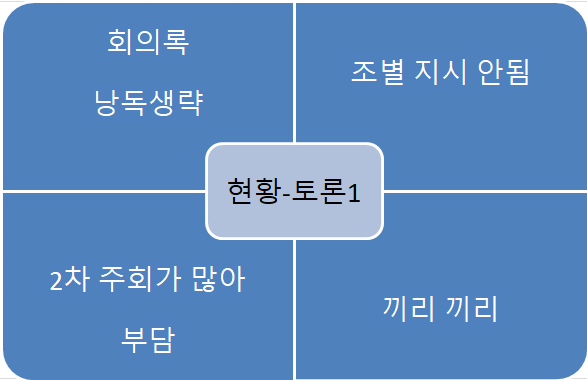 회의록
낭독생략
조별 지시 안됨
현황-토론1
2차 주회가 많아
부담
끼리 끼리